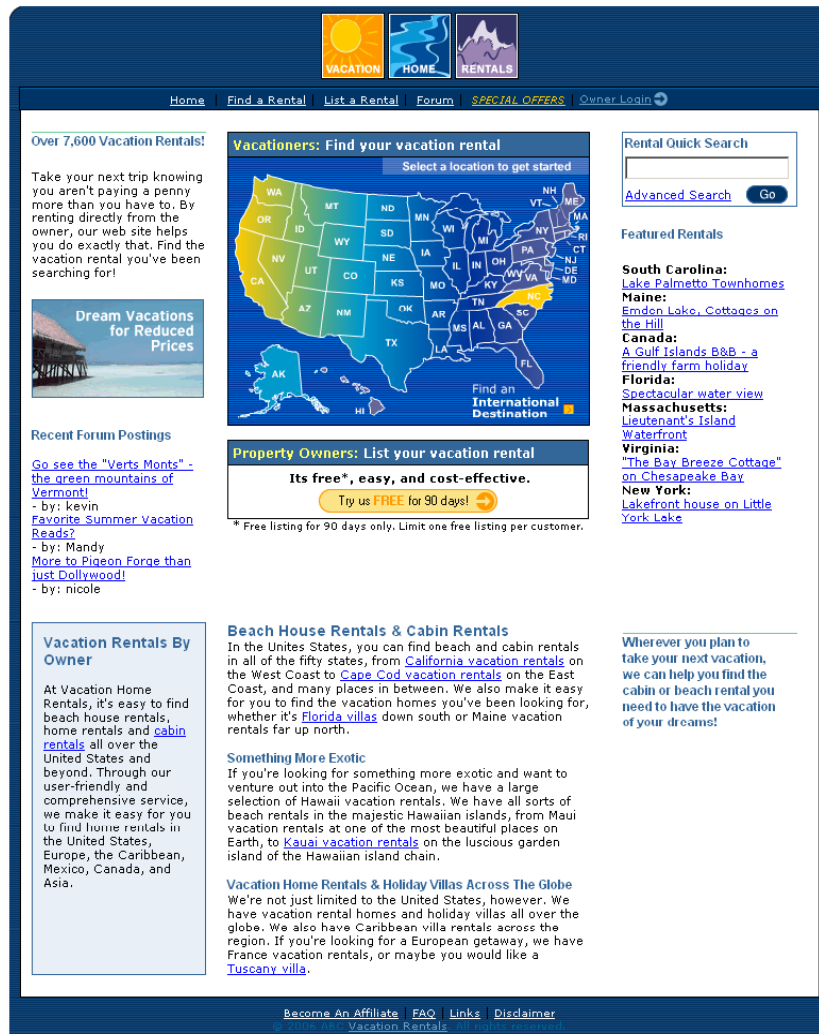 VACATION HOME RENTALS
Home | Find a Rental | List a Rental | Forum | SPECIAL OFFERS | Owner Login
Over 7,600 Vacation Rentals!
Take your next trip knowing
you aren't paying a penny
more than you have to. By
renting directly from the
owner, our web site helps
you do exactly that. Find the
vacation rental you've been
searching for!
Dream Vacations
for Reduced
Prices
Recent Forum Postings
Go see the "Verts Monts" -
the green mountains of
Vermont!
- by: kevin
Favorite Summer Vacation
Reads?
- by: Mandy
More to Pigeon Forge than
just Dollywood!
- by: nicole
Vacationers: Find your vacation rental
Select a location to get started
WA
OR
CA
NV
ID
MT
WY
UT
AZ
CO
NM
ND
SD
NE
KS
OK
TX
MN
IA
MO
AR
LA
WI
IL
MI
IN
OH
KY
TN
MS
AL
GA
FL
SC
NC
VA
WV
PA
NY
VT
NH
ME
MA
RI
CT
NJ
DE
MD
AK
HI
Find an
International
Destination
Property Owners: List your vacation rental
Its free*, easy, and cost-effective.
Try us FREE for 90 days!
* Free listing for 90 days only. Limit one free listing per customer.
Rental Quick Search
Advanced Search Go
Featured Rentals
South Carolina:
Lake Palmetto Townhomes
Maine:
Emden Lake, Cottages on
the Hill
Canada:
A Gulf Islands B&B - a
friendly farm holiday
Florida:
Spectacular water view
Massachusetts:
Lieutenant's Island
Waterfront
Virginia:
"The Bay Breeze Cottage"
on Chesapeake Bay
New York:
Lakefront house on Little
York Lake
Vacation Rentals By
Owner
At Vacation Home
Rentals, it's easy to find
beach house rentals,
home rentals and cabin
rentals all over the
United States and
beyond. Through our
user-friendly and
comprehensive service,
we make it easy for you
to find home rentals in
the United States,
Europe, the Caribbean,
Mexico, Canada, and
Asia.
Beach House Rentals & Cabin Rentals
In the Unites States, you can find beach and cabin rentals
in all of the fifty states, from California vacation rentals on
the West Coast to Cape Cod vacation rentals on the East
Coast, and many places in between. We also make it easy
for you to find the vacation homes you've been looking for,
whether it's Florida villas down south or Maine vacation
rentals far up north.
Something More Exotic
If you're looking for something more exotic and want to
venture out into the Pacific Ocean, we have a large
selection of Hawaii vacation rentals. We have all sorts of
beach rentals in the majestic Hawaiian islands, from Maui
vacation rentals at one of the most beautiful places on
Earth, to Kauai vacation rentals on the luscious garden
island of the Hawaiian island chain.
Vacation Home Rentals & Holiday Villas Across The Globe
We're not just limited to the United States, however. We
have vacation rental homes and holiday villas all over the
globe. We also have Caribbean villa rentals across the
region. If you're looking for a European getaway, we have
France vacation rentals, or maybe you would like a
Tuscany villa.
Wherever you plan to
take your next vacation,
we can help you find the
cabin or beach rental you
need to have the vacation
of your dreams!
Become An Affiliate | FAQ | Links | Disclaimer
© 2006 ABC Vacation Rentals. All rights reserved.